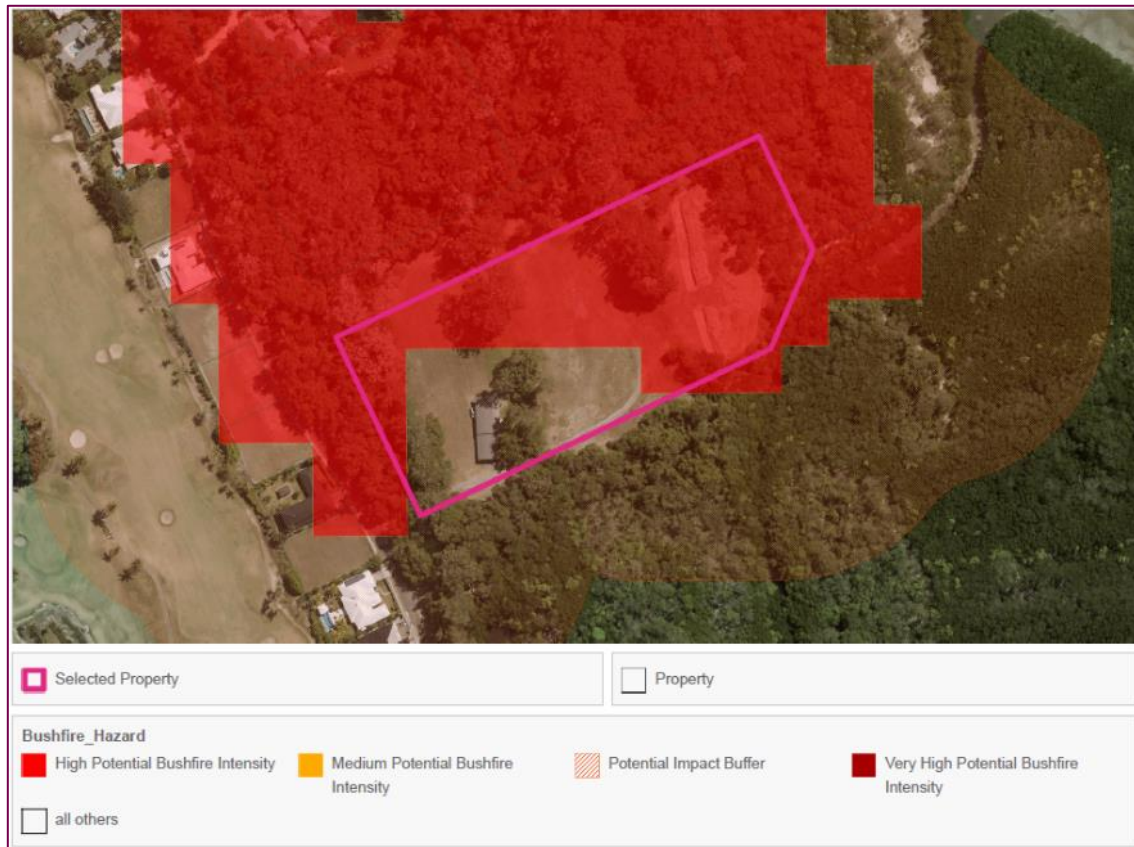 Selected Property
Property
Bushfire_Hazard
High Potential Bushfire Intensity
Medium Potential Bushfire
Intensity
Potential Impact Buffer
Very High Potential Bushfire
Intensity
all others